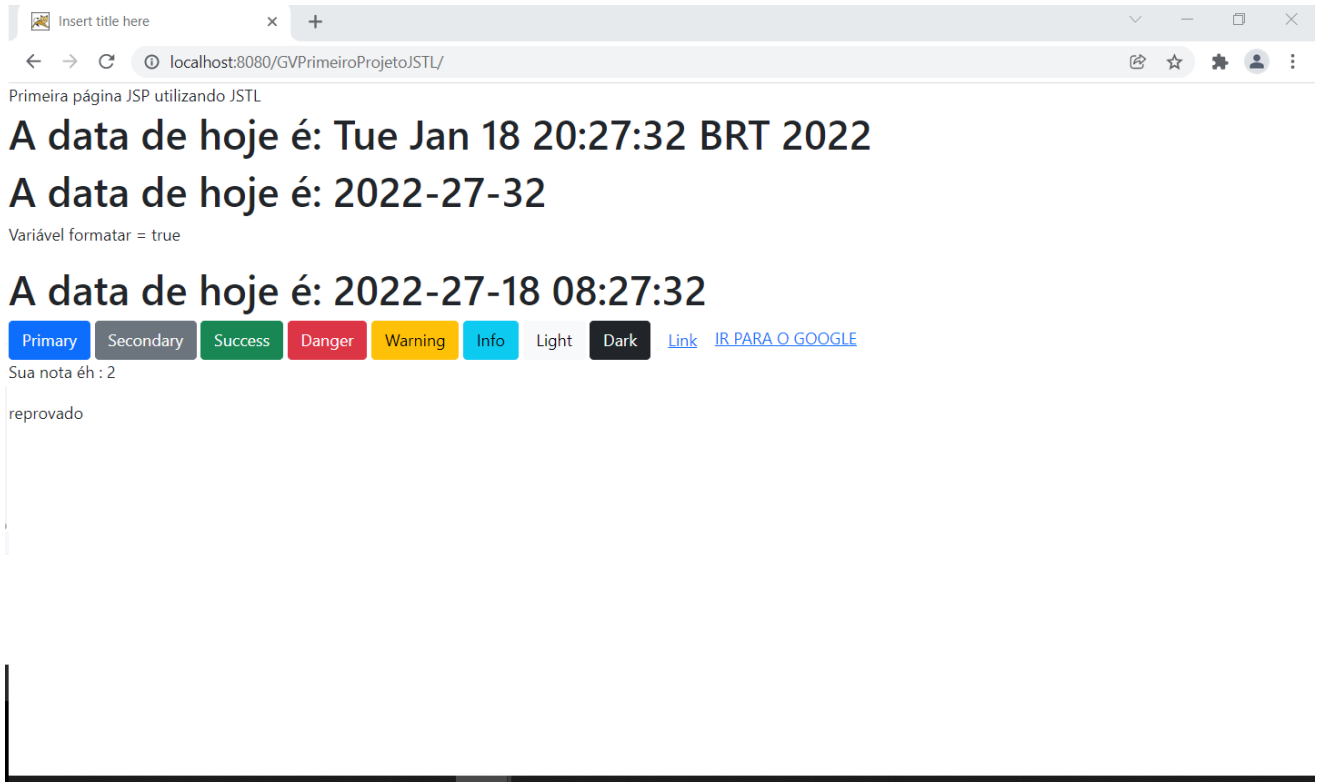 Insert title here
localhost:8080/GVPrimeiroProjetoJSTL/
Primeira página JSP utilizando JSTL
A data de hoje é: Tue Jan 18 20:27:32 BRT 2022
A data de hoje é: 2022-27-32
Variável formatar = true
A data de hoje é: 2022-27-18 08:27:32
Primary Secondary Success Danger Warning Info Light Dark Link IR PARA O GOOGLE
Sua nota éh : 2
reprovado